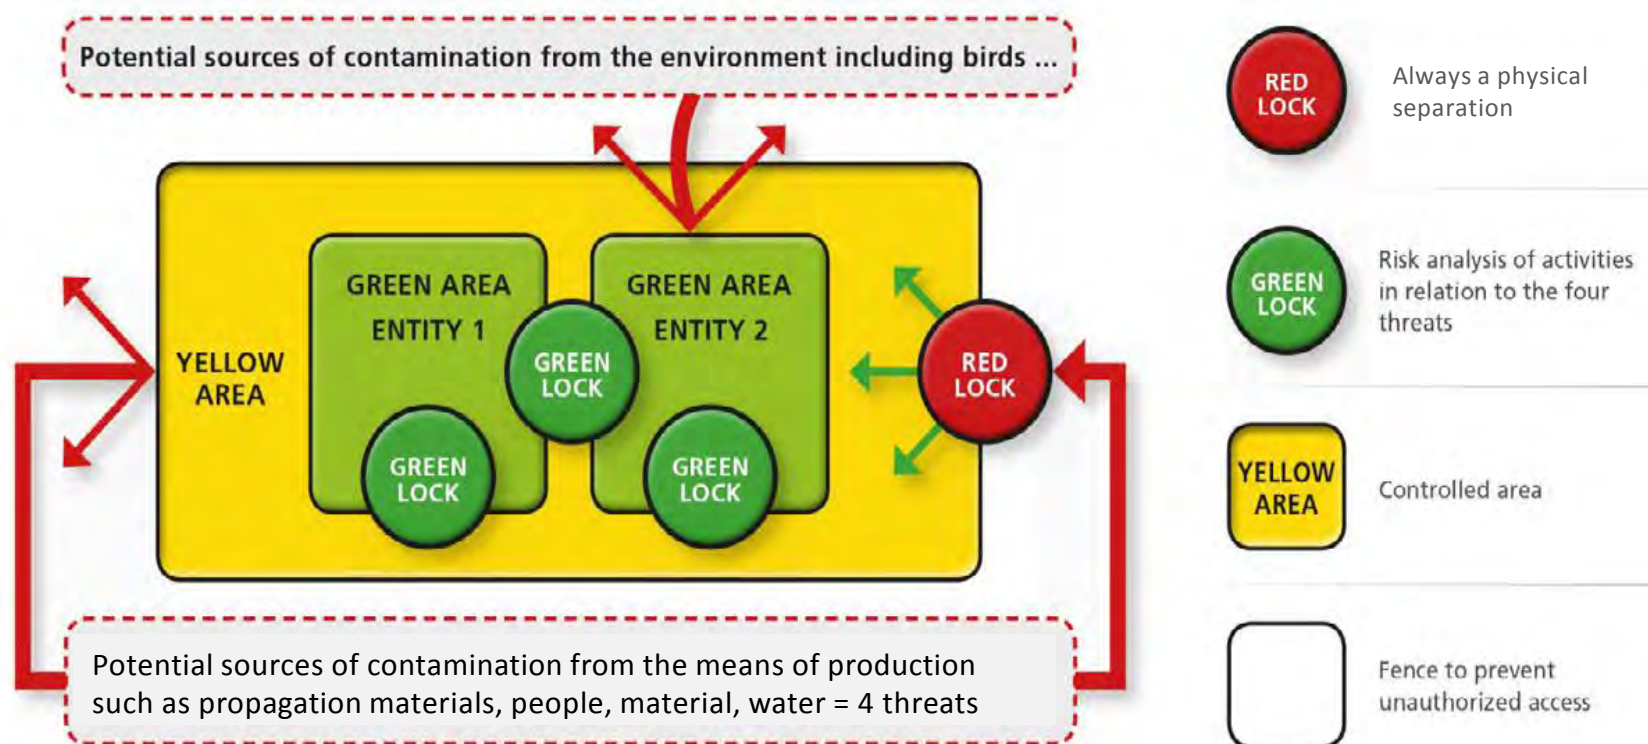 Potential sources of contamination from the environment including birds ...
GREEN AREA
ENTITY 1
GREEN AREA
ENTITY 2
YELLOW
AREA
GREEN
LOCK
RED
LOCK
GREEN
LOCK
GREEN
LOCK
Potential sources of contamination from the means of production
such as propagation materials, people, material, water = 4 threats
RED
LOCK
Always a physical
separation
GREEN
LOCK
Risk analysis of activities
in relation to the four
threats
YELLOW
AREA
Controlled area
Fence to prevent
unauthorized access